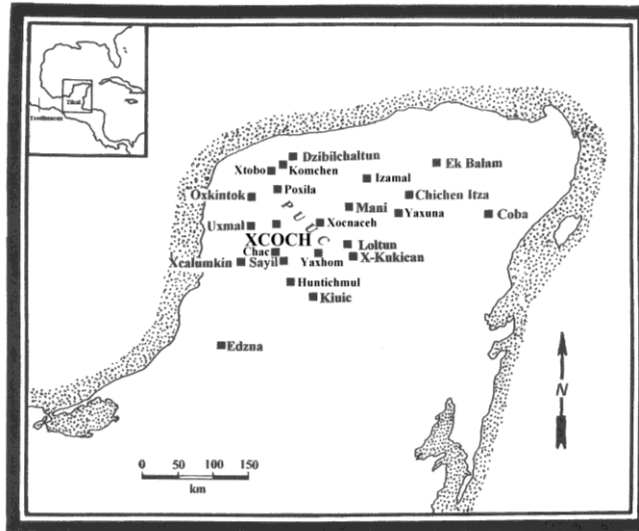 Tikal
Teotihuacan
Dzibilchaltun
Xtobo
Komchen
Ek Balam
Izamal
Poxila
Oxkintok
Chichen Itza
PUUC
Mani
Yaxuna
Coba
Uxmal
Xocnaceh
XCOCH
Loltun
Chac
Xcalumkin
Sayil
Yaxhom
X-Kukican
Huntichmul
Kiuic
Edzna
N
0 50 100 150
km